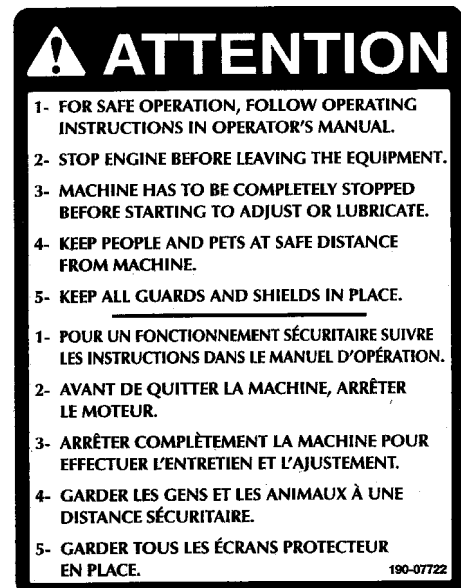 ATTENTION
1- FOR SAFE OPERATION, FOLLOW OPERATING
INSTRUCTIONS IN OPERATOR'S MANUAL.
2- STOP ENGINE BEFORE LEAVING THE EQUIPMENT.
3- MACHINE HAS TO BE COMPLETELY STOPPED
BEFORE STARTING TO ADJUST OR LUBRICATE.
4- KEEP PEOPLE AND PETS AT SAFE DISTANCE
FROM MACHINE.
5- KEEP ALL GUARDS AND SHIELDS IN PLACE.
1- POUR UN FONCTIONNEMENT SÉCURITAIRE SUIVRE
LES INSTRUCTIONS DANS LE MANUEL D'OPÉRATION.
2- AVANT DE QUITTER LA MACHINE, ARRÊTER
LE MOTEUR.
3- ARRÊTER COMPLÈTEMENT LA MACHINE POUR
EFFECTUER L'ENTRETIEN ET L'AJUSTEMENT.
4- GARDER LES GENS ET LES ANIMAUX À UNE
DISTANCE SÉCURITAIRE.
5- GARDER TOUS LES ÉCRANS PROTECTEUR
EN PLACE. 190-07722